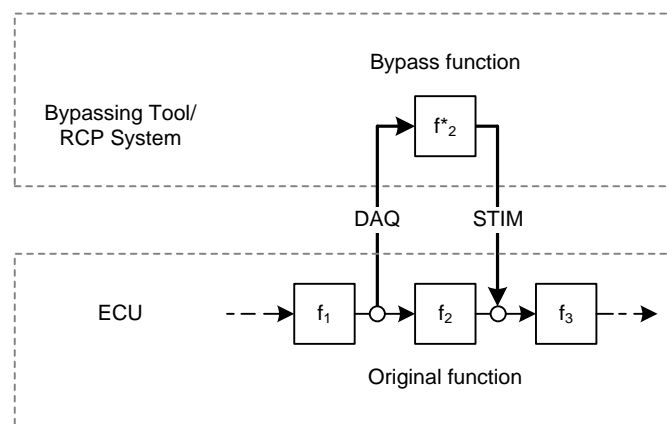 Bypass function
Bypassing Tool/
RCP System
f*2
DAQ
STIM
ECU
f1
f2
f3
Original function